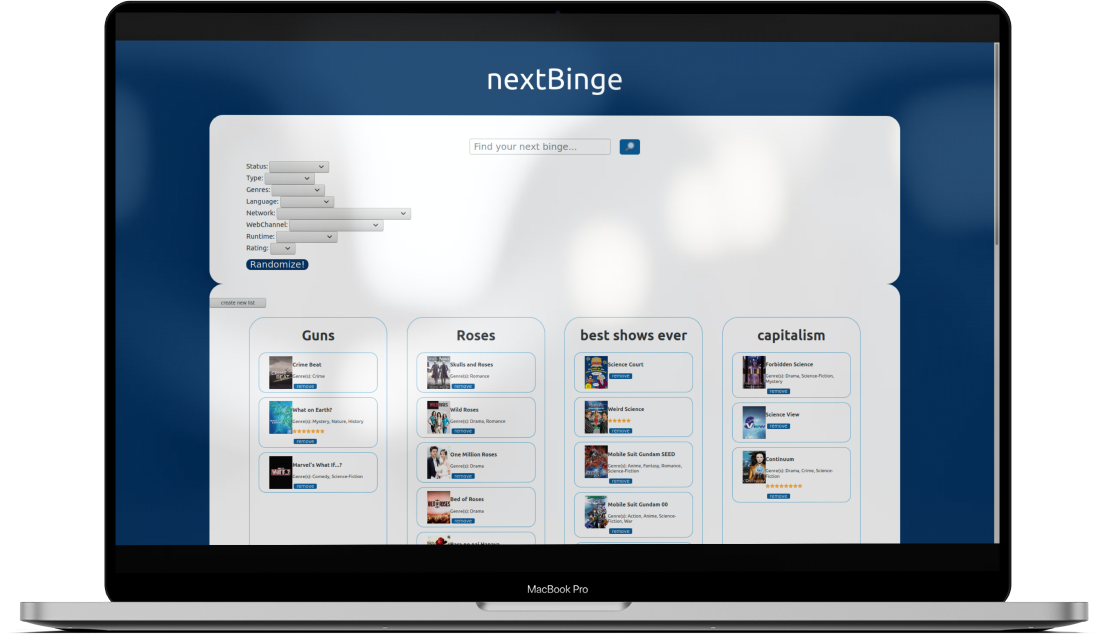 nextBinge
Find your next binge...
Status:
Type:
Genres:
Language:
Network:
WebChannel:
Runtime:
Rating:
Randomize!
create new list
Guns
Crime Beat
Genre(s): Crime
remove
What on Earth?
Genre(s): Mystery, Nature, History
remove
Marvel's What If...?
Genre(s): Comedy, Science-Fiction
remove
Roses
Skulls and Roses
Genre(s): Romance
remove
Wild Roses
Genre(s): Drama, Romance
remove
One Million Roses
Genre(s): Drama
remove
Bed of Roses
Genre(s): Drama
remove
best shows ever
Science Court
remove
Weird Science
remove
Mobile Suit Gundam SEED
Genre(s): Anime, Fantasy, Romance,
Science-Fiction
remove
Mobile Suit Gundam 00
Genre(s): Action, Anime, Science-
Fiction, War
remove
capitalism
Forbidden Science
Genre(s): Drama, Science-Fiction,
Mystery
remove
Science View
remove
Continuum
Genre(s): Drama, Crime, Science-
Fiction
remove
MacBook Pro